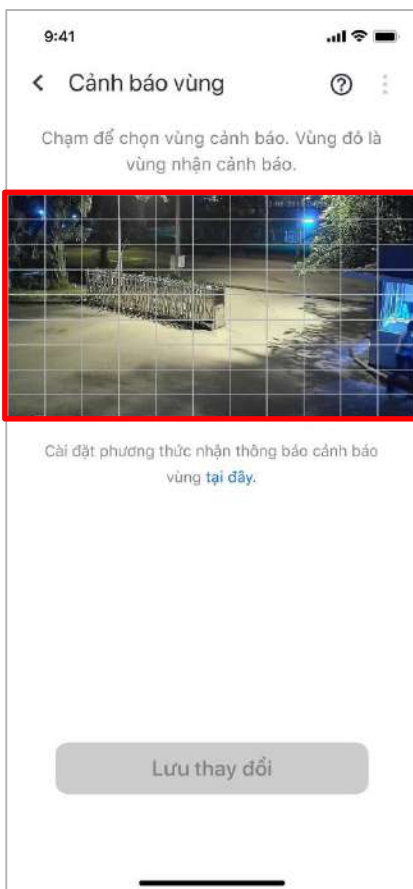 9:41
Cảnh báo vùng
Chạm để chọn vùng cảnh báo. Vùng đỏ là
vùng nhận cảnh báo.
Cài đặt phương thức nhận thông báo cảnh báo
vùng tại đây.
Lưu thay đổi